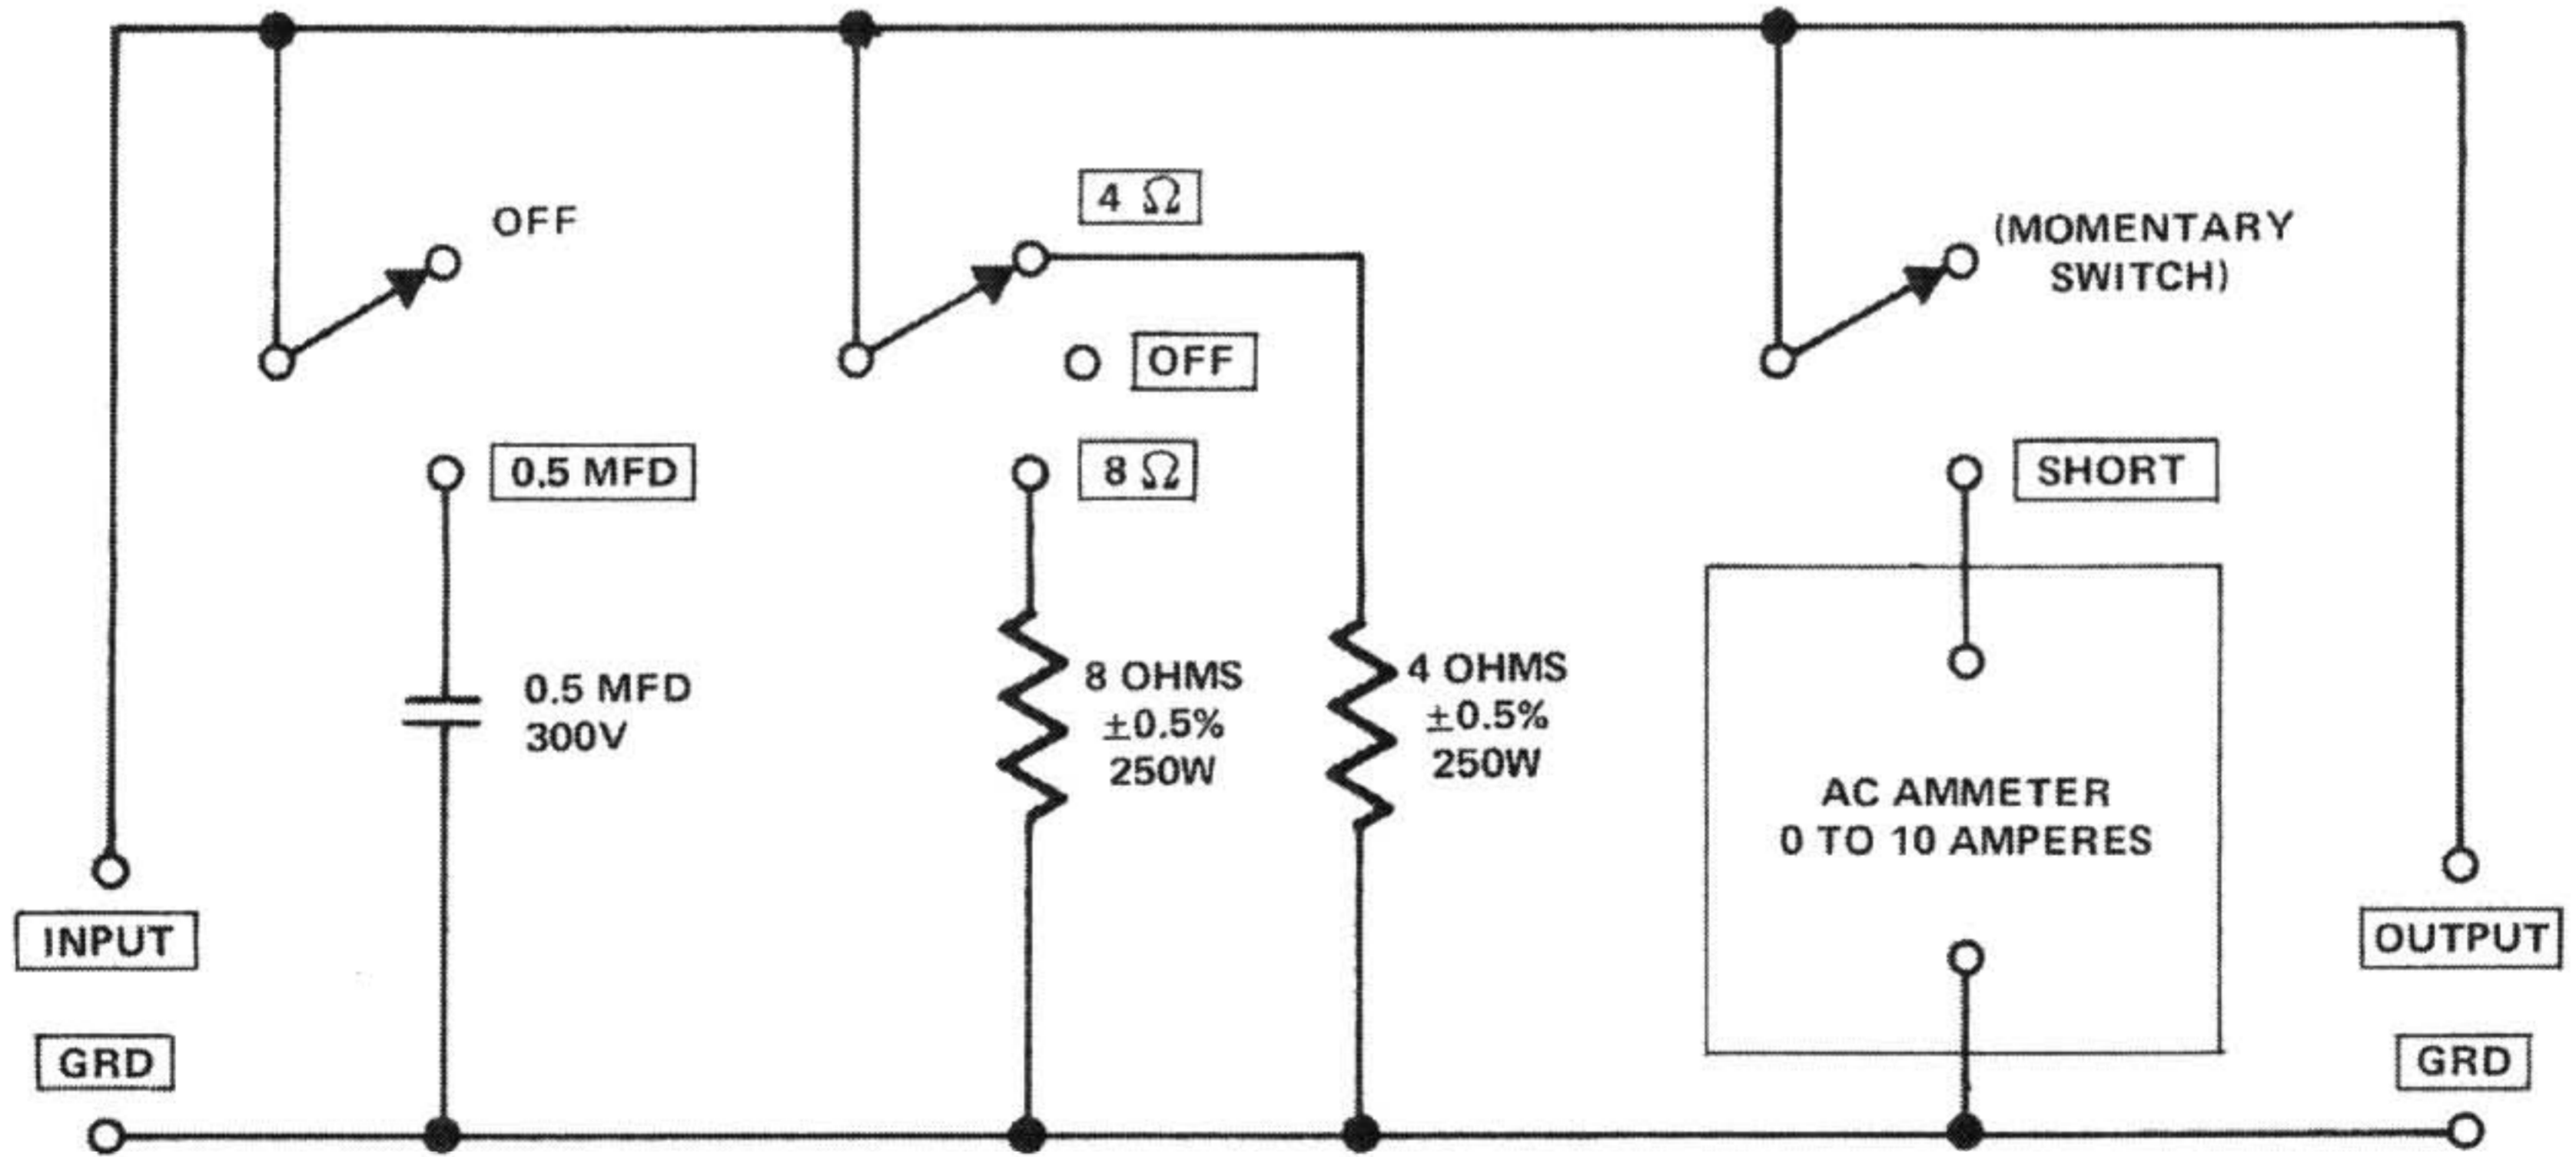 OFF
0.5 MFD
0.5 MFD
300V
4 Ω
OFF
8 Ω
8 OHMS
±0.5%
250W
4 OHMS
±0.5%
250W
(MOMENTARY
SWITCH)
SHORT
AC AMMETER
0 TO 10 AMPERES
INPUT
GRD
OUTPUT
GRD